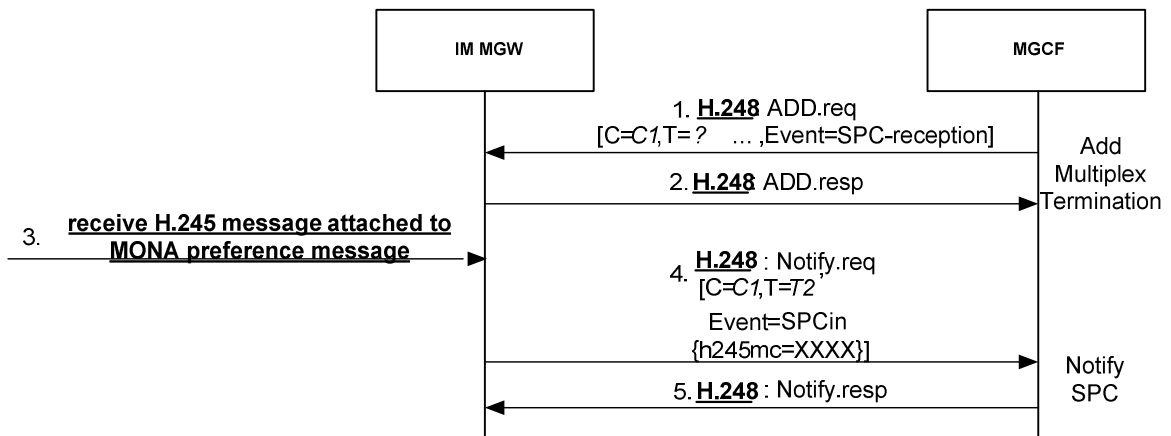 IM MGW
MGCF
1. H.248: ADD.req
[C=C1,T= ? ... ,Event=SPC-reception]
Add
Multiplex
Termination
2. H.248: ADD.resp
3. receive H.245 message attached to
MONA preference message
4. H.248 : Notify.req
[C=C1,T=T2 ,
Event=SPCin
{h245mc=XXXX}]
Notify
SPC
5. H.248 : Notify.resp